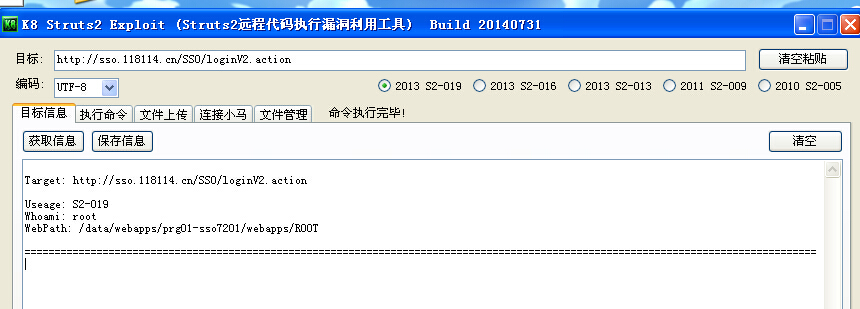 K8 Struts2 Exploit (Struts2远程代码执行漏洞利用工具) Build 20140731
目标: http://sso.118114.cn/SSO/loginV2.action 清空粘贴
编码: UTF-8 2013 S2-019 2013 S2-016 2013 S2-013 2011 S2-009 2010 S2-005
目标信息 执行命令 文件上传 连接小马 文件管理 命令执行完毕!
获取信息 保存信息 清空
Target: http://sso.118114.cn/SSO/loginV2.action
Useage: S2-019
Whoami: root
WebPath: /data/webapps/prg01-sso7201/webapps/ROOT
====================================================================================================================================